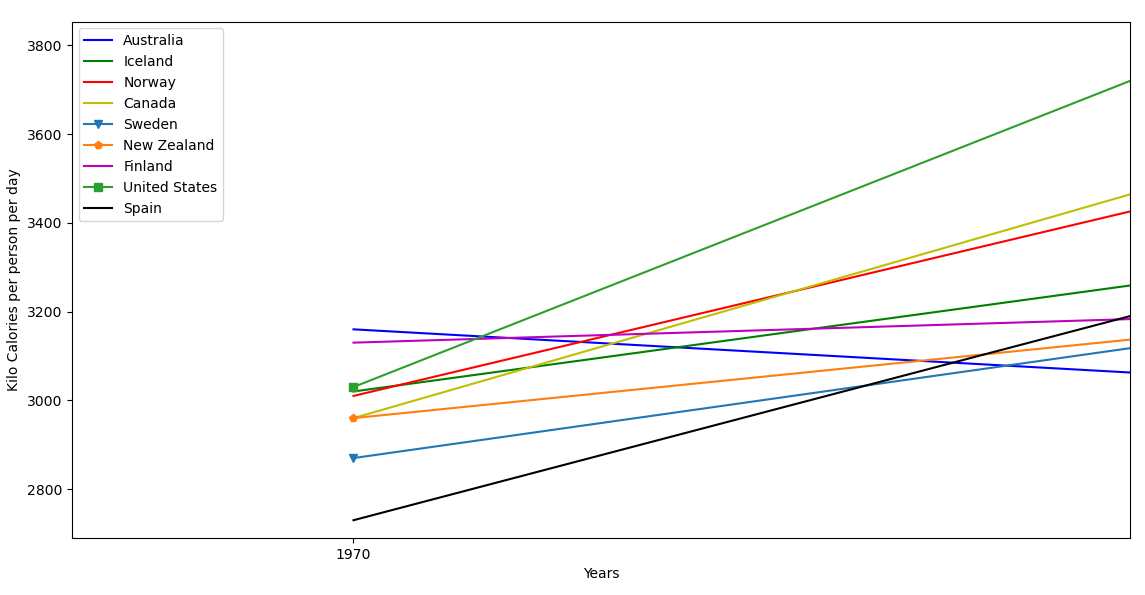 3800
3600
3400
3200
3000
2800
Kilo Calories per person per day
Australia
Iceland
Norway
Canada
Sweden
New Zealand
Finland
United States
Spain
1970
Years